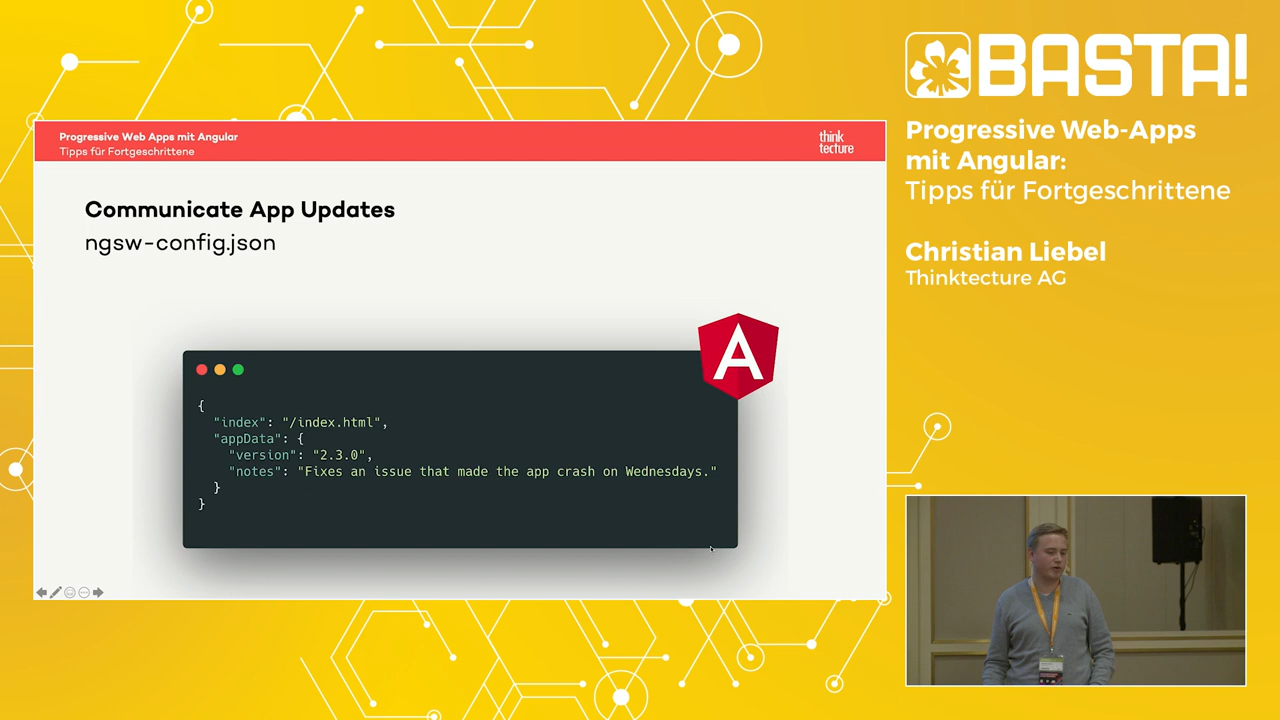 BASTA!
Progressive Web-Apps
mit Angular:
Tipps für Fortgeschrittene
Christian Liebel
Thinktecture AG
Progressive Web Apps mit Angular
Tipps für Fortgeschrittene
think
tecture
Communicate App Updates
ngsw-config.json
A
{
  "index": "/index.html",
  "appData": {
    "version": "2.3.0",
    "notes": "Fixes an issue that made the app crash on Wednesdays."
  }
}